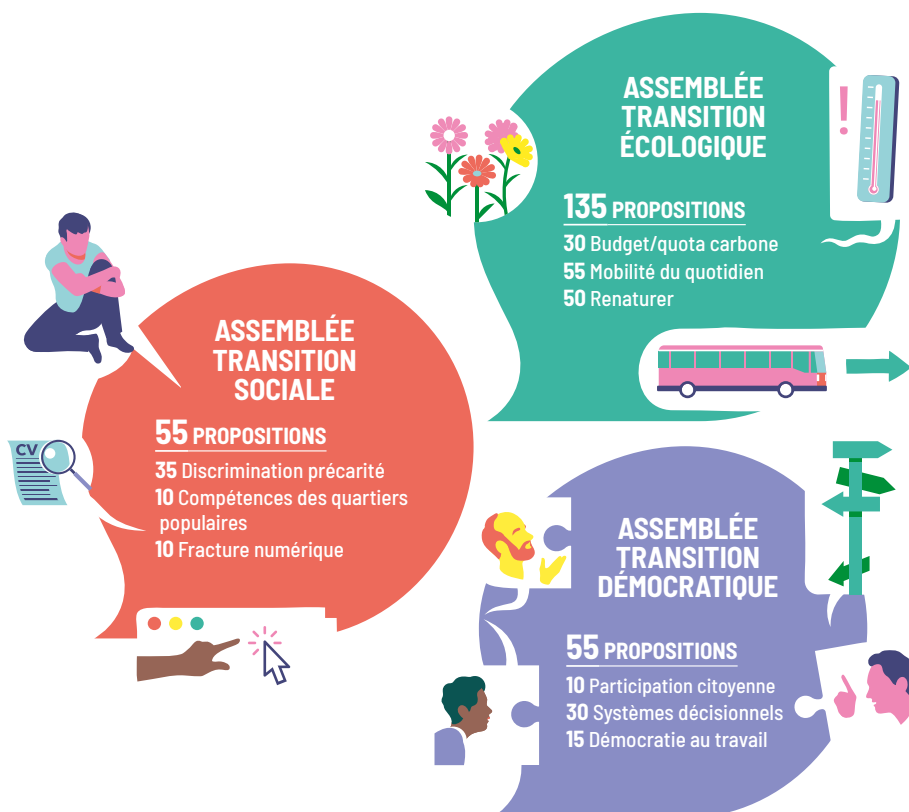 ASSEMBLÉE
TRANSITION
ÉCOLOGIQUE
135 PROPOSITIONS
30 Budget/quota carbone
55 Mobilité du quotidien
50 Renaturer
!
ASSEMBLÉE
TRANSITION
SOCIALE
55 PROPOSITIONS
35 Discrimination précarité
10 Compétences des quartiers
populaires
10 Fracture numérique
CV
ASSEMBLÉE
TRANSITION
DÉMOCRATIQUE
55 PROPOSITIONS
10 Participation citoyenne
30 Systèmes décisionnels
15 Démocratie au travail